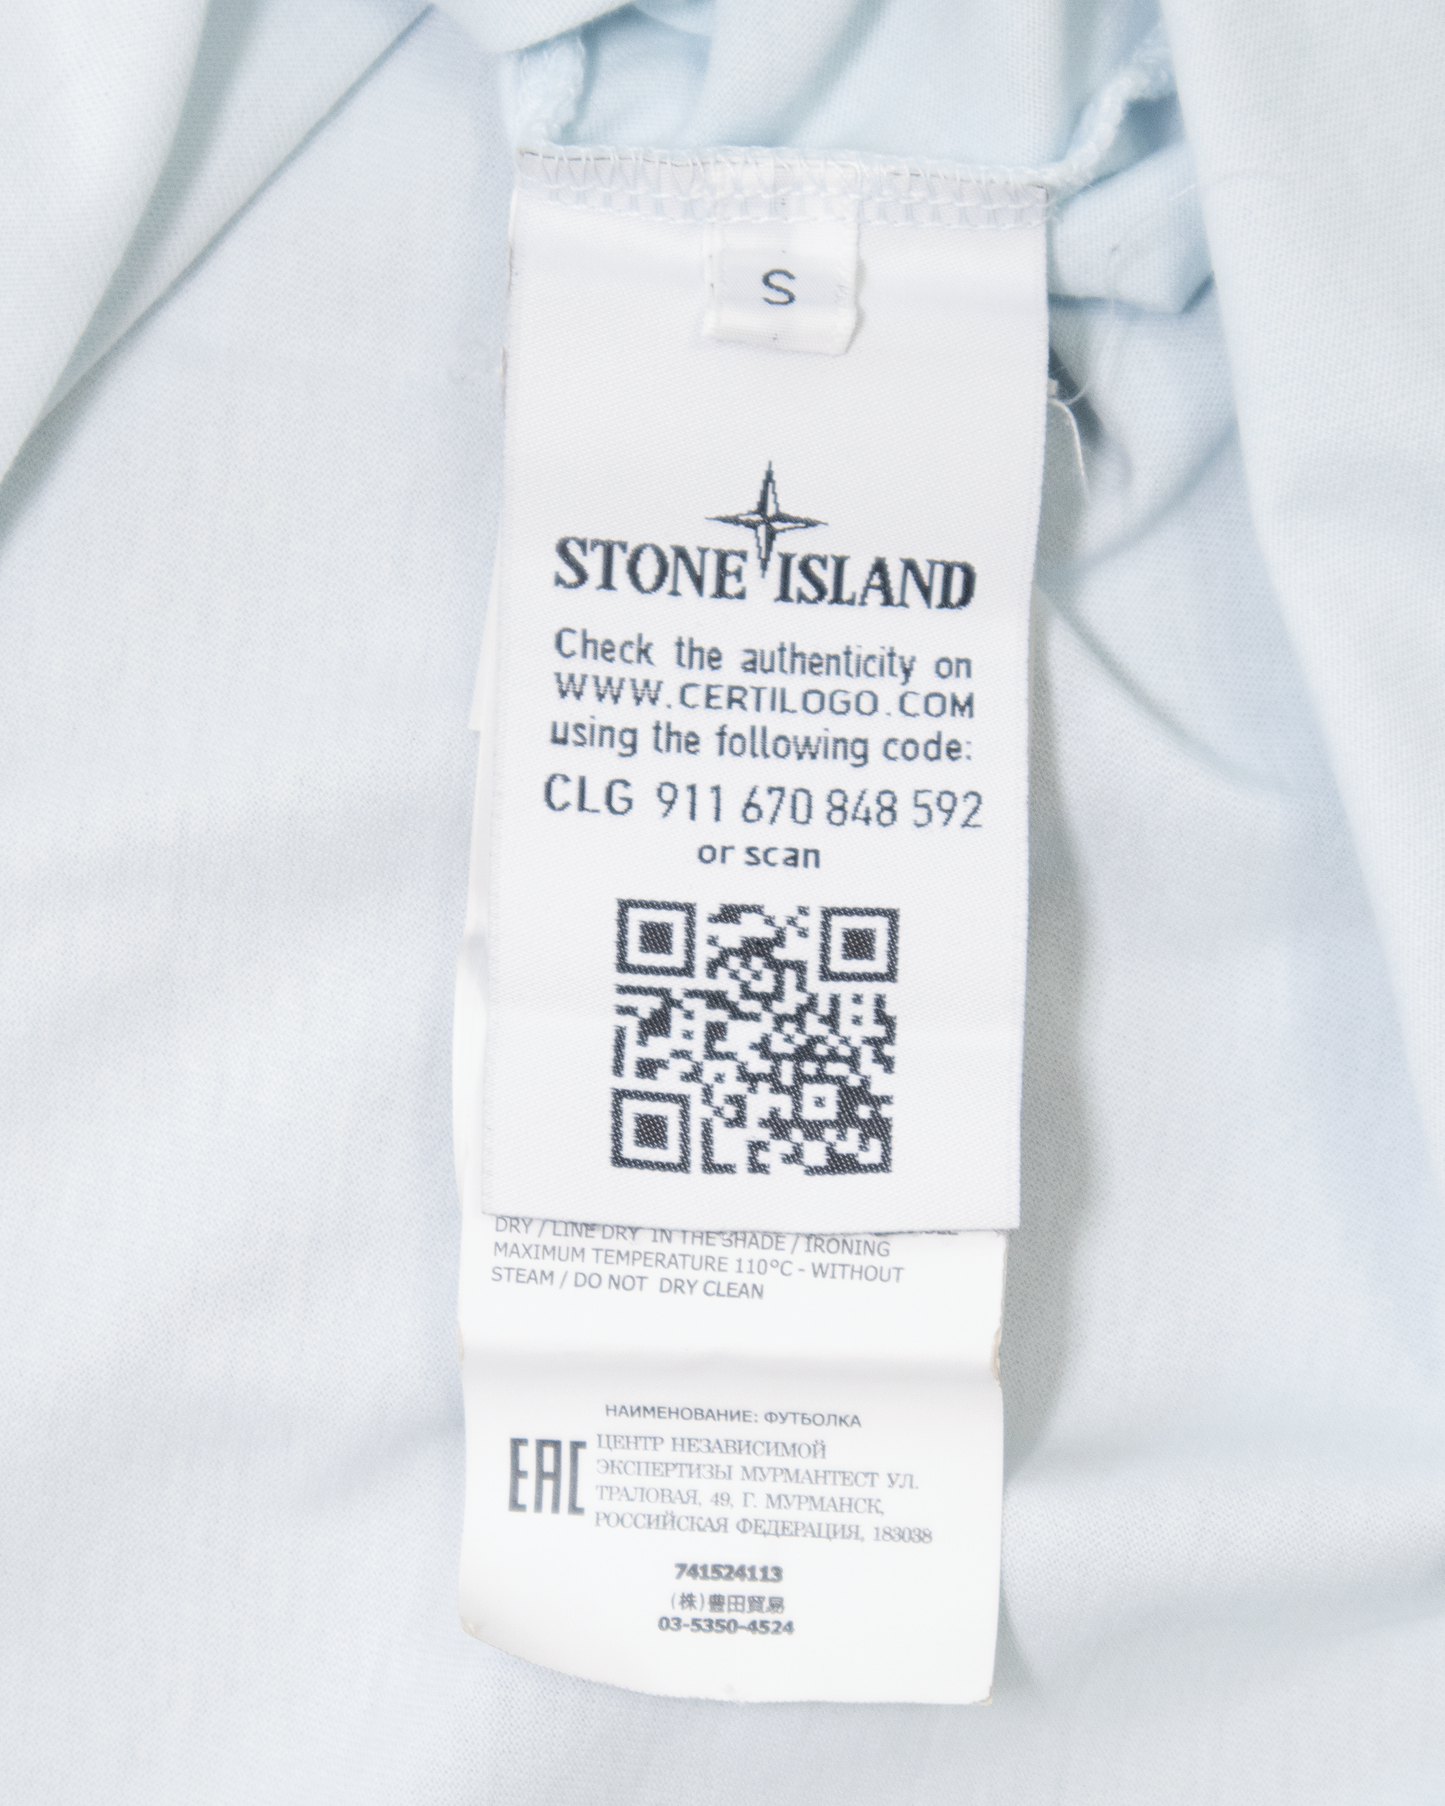 S
STONE ISLAND
Check the authenticity on
WWW.CERTILOGO.COM
using the following code:
CLG 911 670 848 592
or scan
DRY / LINE DRY IN THE SHADE / IRONING
MAXIMUM TEMPERATURE 110°C - WITHOUT
STEAM / DO NOT DRY CLEAN
НАИМЕНОВАНИЕ: ФУТБОЛКА
EAC
ЦЕНТР НЕЗАВИСИМОЙ
ЭКСПЕРТИЗЫ МУРМАНТЕСТ УЛ.
ТРАЛОВАЯ, 49, Г. МУРМАНСК,
РОССИЙСКАЯ ФЕДЕРАЦИЯ, 183038
741524113
(株)豊田貿易
03-5350-4524